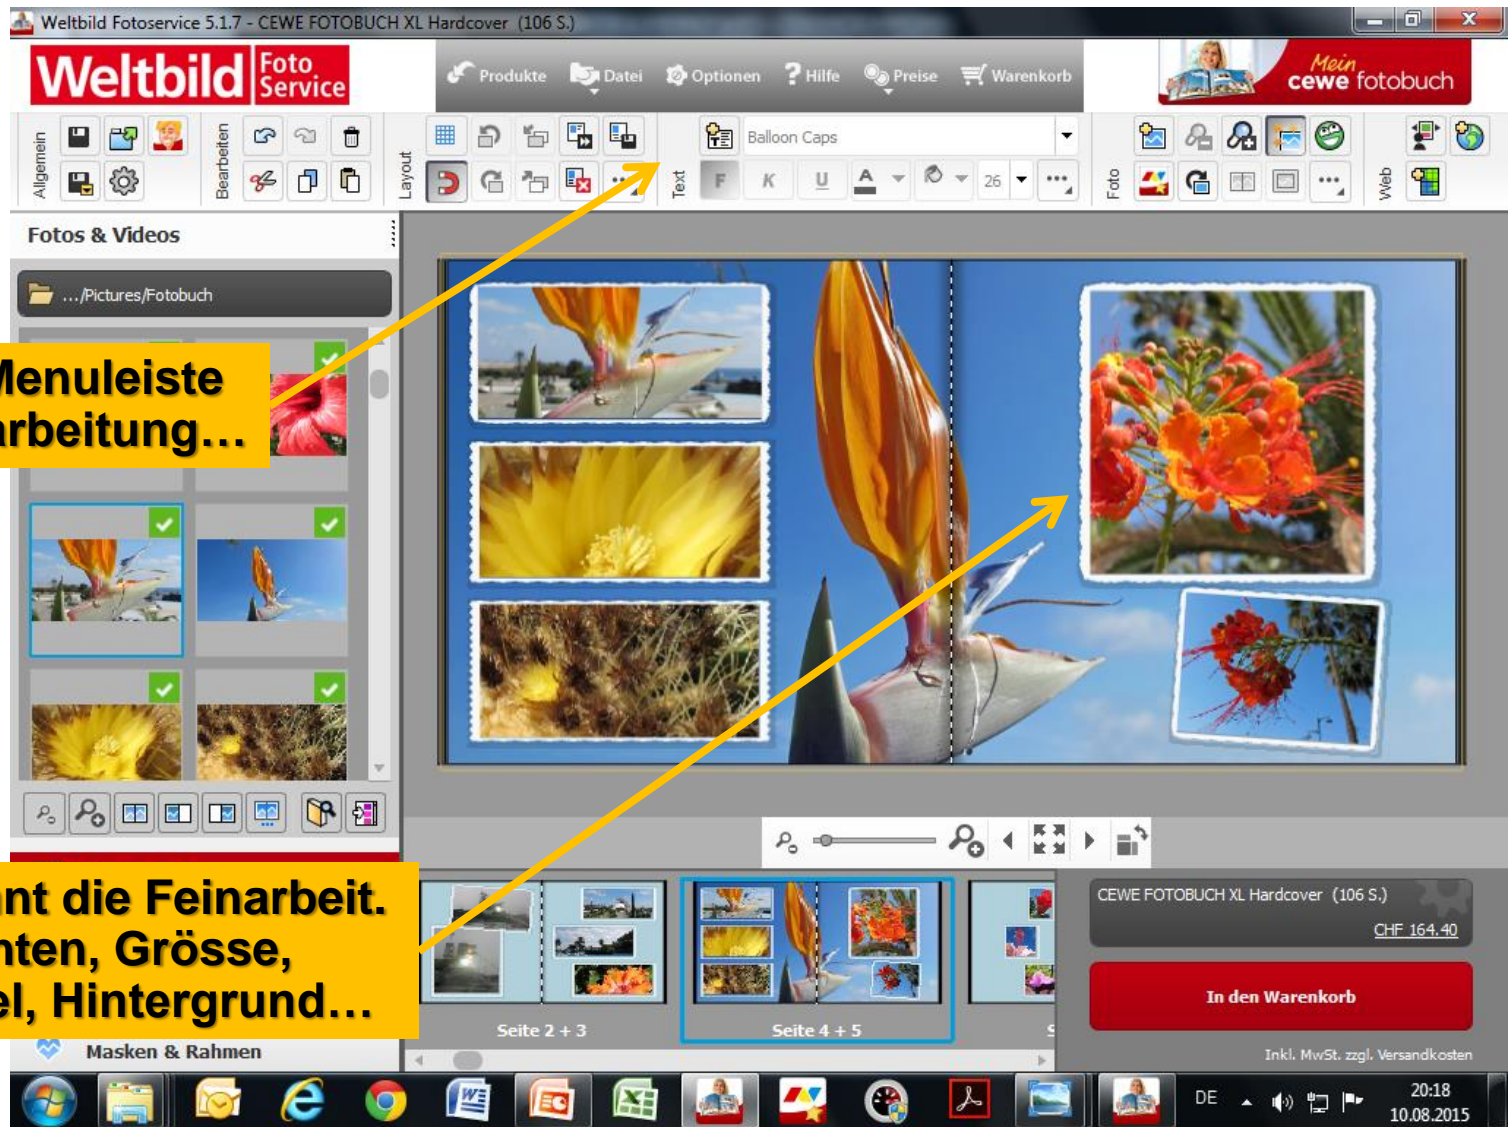 Weltbild Fotoservice 5.1.7 - CEWE FOTOBUCH XL Hardcover (106 S.)
Weltbild Foto Service
Produkte Datei Optionen ? Hilfe Preise Warenkorb
Mein cewe fotobuch
Allgemein
Bearbeiten
Layout
Text
Balloon Caps
F K U A 26
Foto
Web
Fotos & Videos
.../Pictures/Fotobuch
Menuleiste
arbeitung…
nt die Feinarbeit.
nten, Grösse,
el, Hintergrund…
Masken & Rahmen
Seite 2 + 3
Seite 4 + 5
S
CEWE FOTOBUCH XL Hardcover (106 S.)
CHF 164.40
In den Warenkorb
Inkl. MwSt. zzgl. Versandkosten
DE
20:18
10.08.2015